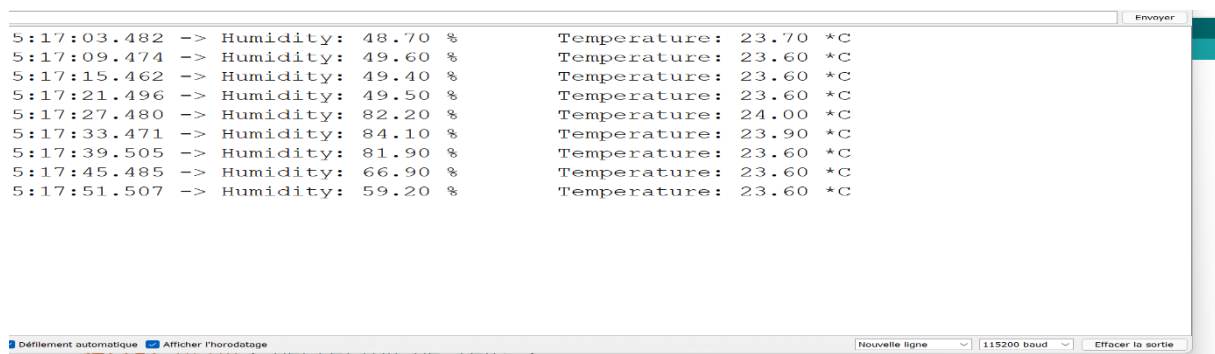 Envoyer
5:17:03.482 -> Humidity: 48.70 % Temperature: 23.70 *C
5:17:09.474 -> Humidity: 49.60 % Temperature: 23.60 *C
5:17:15.462 -> Humidity: 49.40 % Temperature: 23.60 *C
5:17:21.496 -> Humidity: 49.50 % Temperature: 23.60 *C
5:17:27.480 -> Humidity: 82.20 % Temperature: 24.00 *C
5:17:33.471 -> Humidity: 84.10 % Temperature: 23.90 *C
5:17:39.505 -> Humidity: 81.90 % Temperature: 23.60 *C
5:17:45.485 -> Humidity: 66.90 % Temperature: 23.60 *C
5:17:51.507 -> Humidity: 59.20 % Temperature: 23.60 *C
Défilement automatique Afficher l'horodatage Nouvelle ligne 115200 baud Effacer la sortie